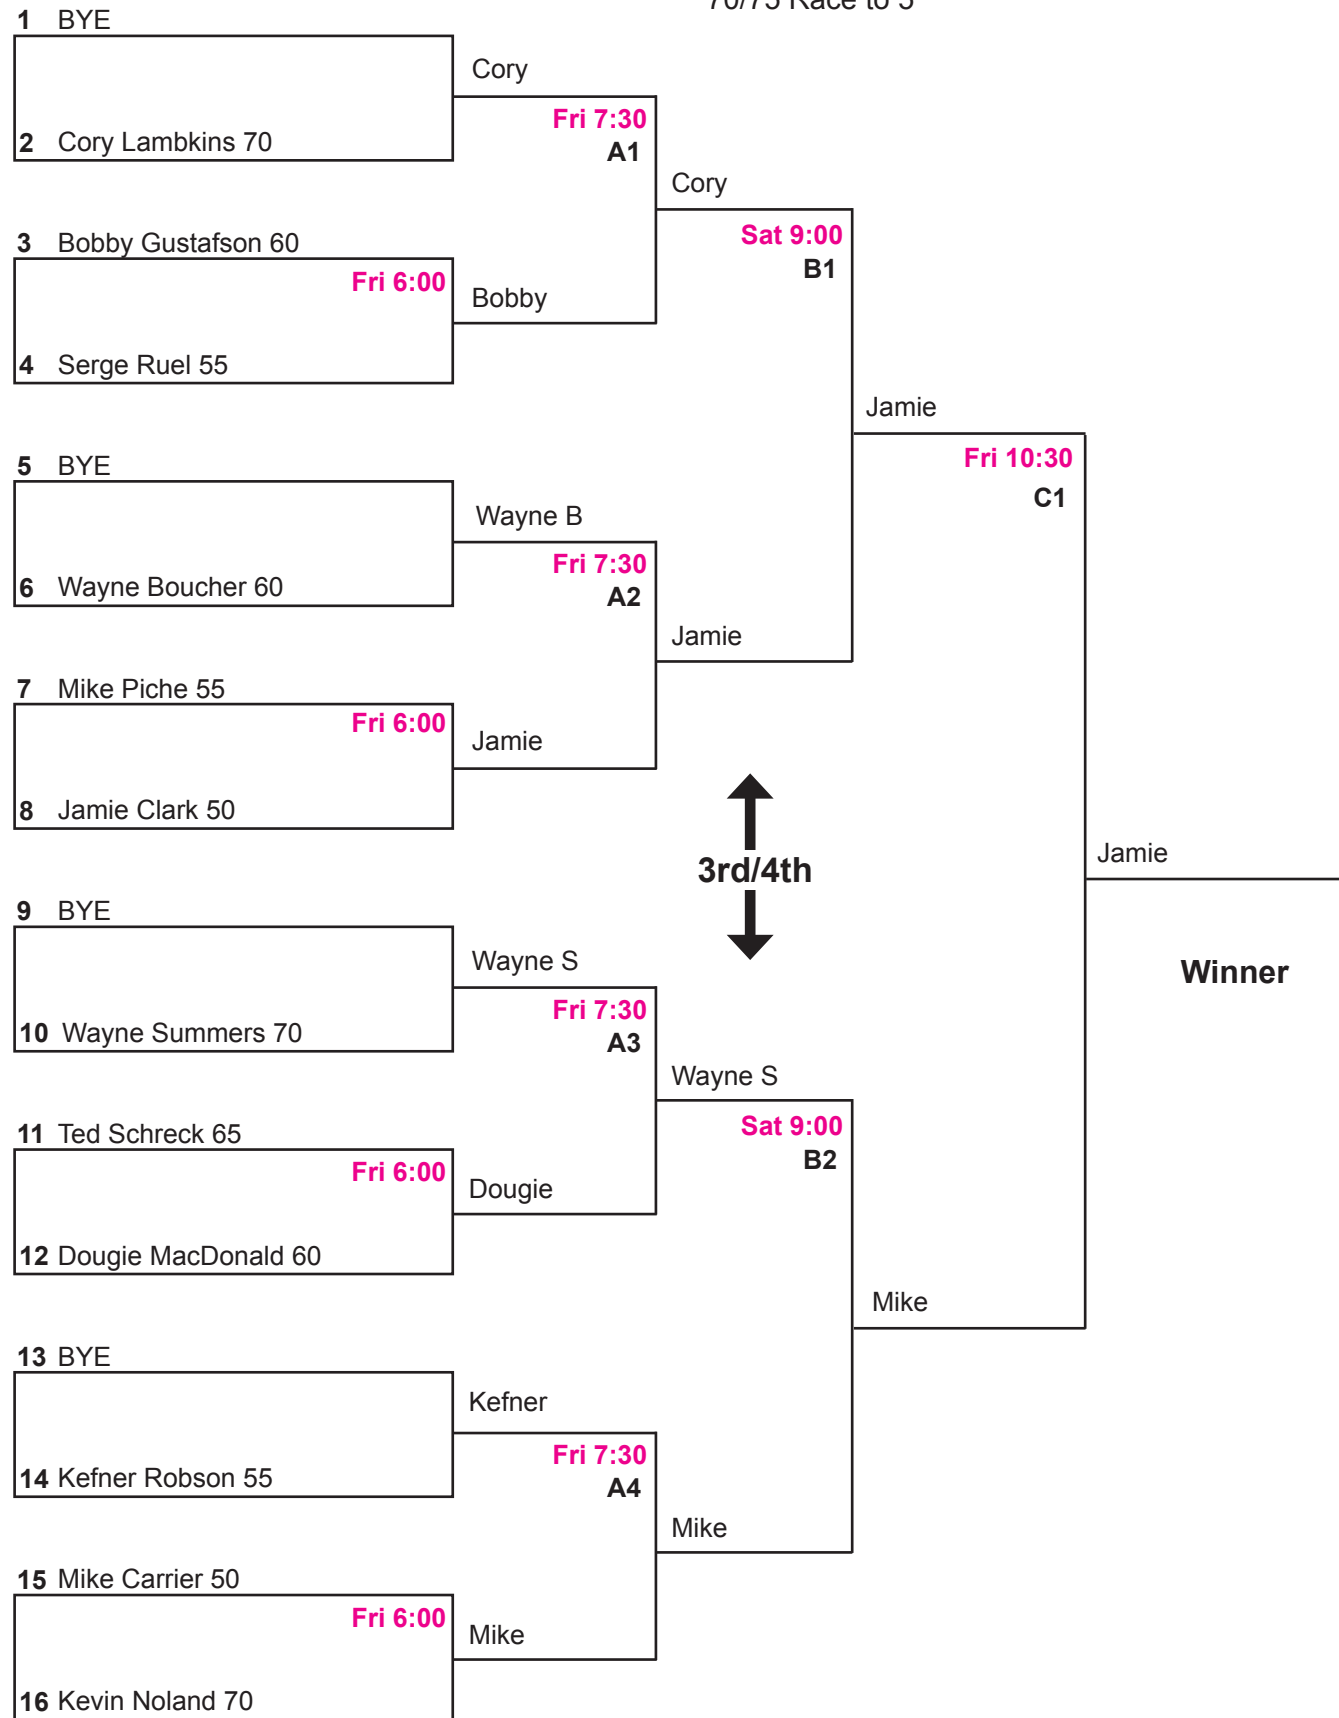 70/75 Race to 5
1 BYE
Cory
Fri 7:30
A1
2 Cory Lambkins 70
Cory
3 Bobby Gustafson 60
Sat 9:00
B1
Fri 6:00
Bobby
4 Serge Ruel 55
Jamie
5 BYE
Fri 10:30
C1
Wayne B
Fri 7:30
A2
6 Wayne Boucher 60
Jamie
7 Mike Piche 55
Fri 6:00
Jamie
8 Jamie Clark 50
3rd/4th
Jamie
9 BYE
Wayne S
Winner
Fri 7:30
A3
10 Wayne Summers 70
Wayne S
11 Ted Schreck 65
Sat 9:00
B2
Fri 6:00
Dougie
12 Dougie MacDonald 60
Mike
13 BYE
Kefner
Fri 7:30
A4
14 Kefner Robson 55
Mike
15 Mike Carrier 50
Fri 6:00
Mike
16 Kevin Noland 70